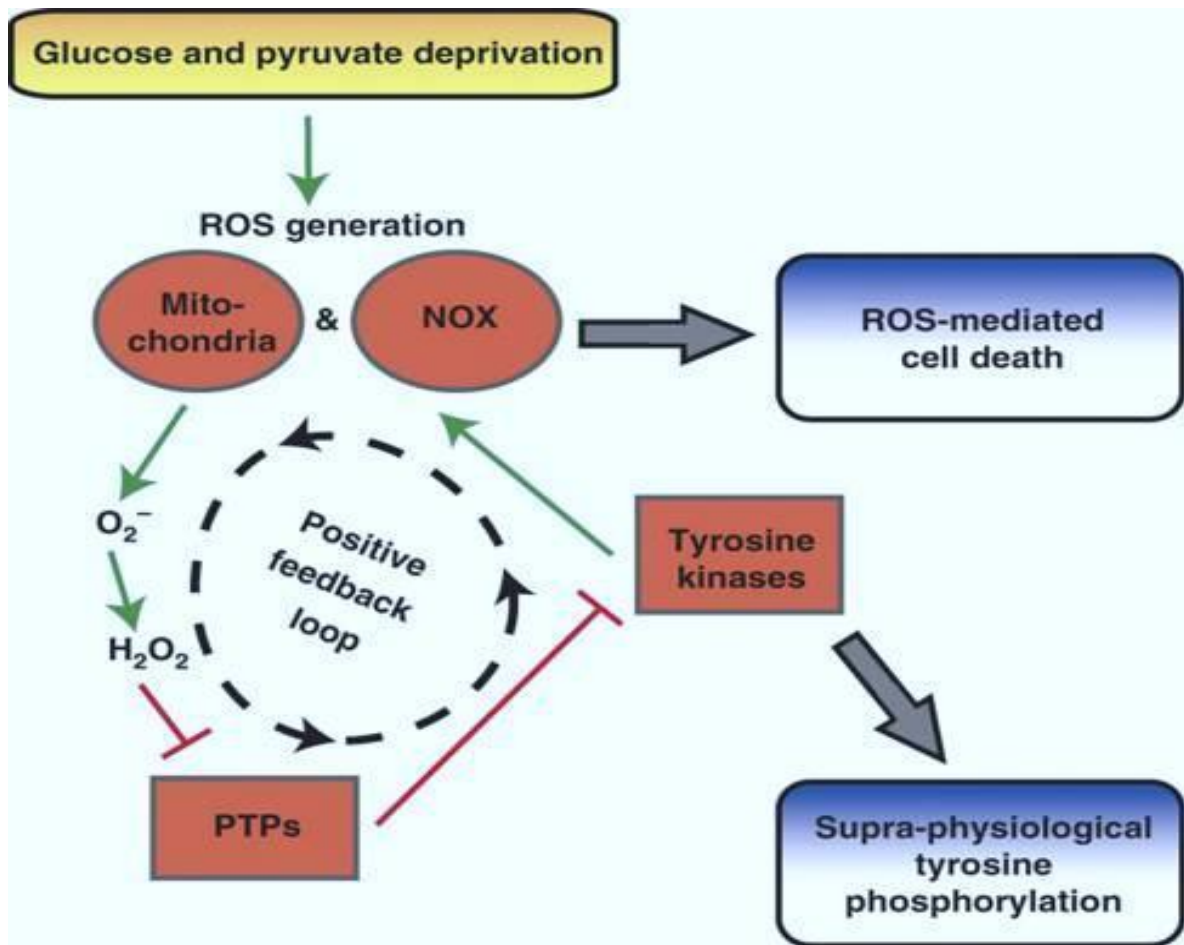 Glucose and pyruvate deprivation
ROS generation
Mito-
chondria
&
NOX
ROS-mediated
cell death
O₂⁻
Positive
feedback
loop
Tyrosine
kinases
H₂O₂
PTPs
Supra-physiological
tyrosine
phosphorylation